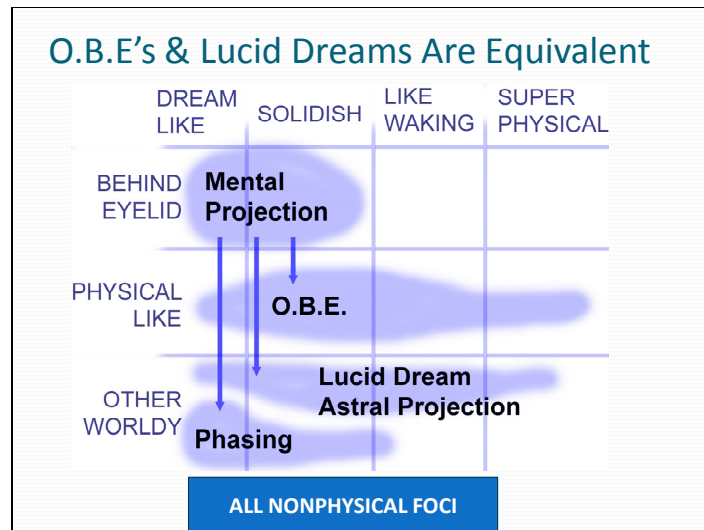 O.B.E's & Lucid Dreams Are Equivalent
DREAM LIKE
SOLIDISH
LIKE WAKING
SUPER PHYSICAL
BEHIND EYELID
Mental
Projection
PHYSICAL LIKE
O.B.E.
OTHER WORLDY
Lucid Dream
Astral Projection
Phasing
ALL NONPHYSICAL FOCI